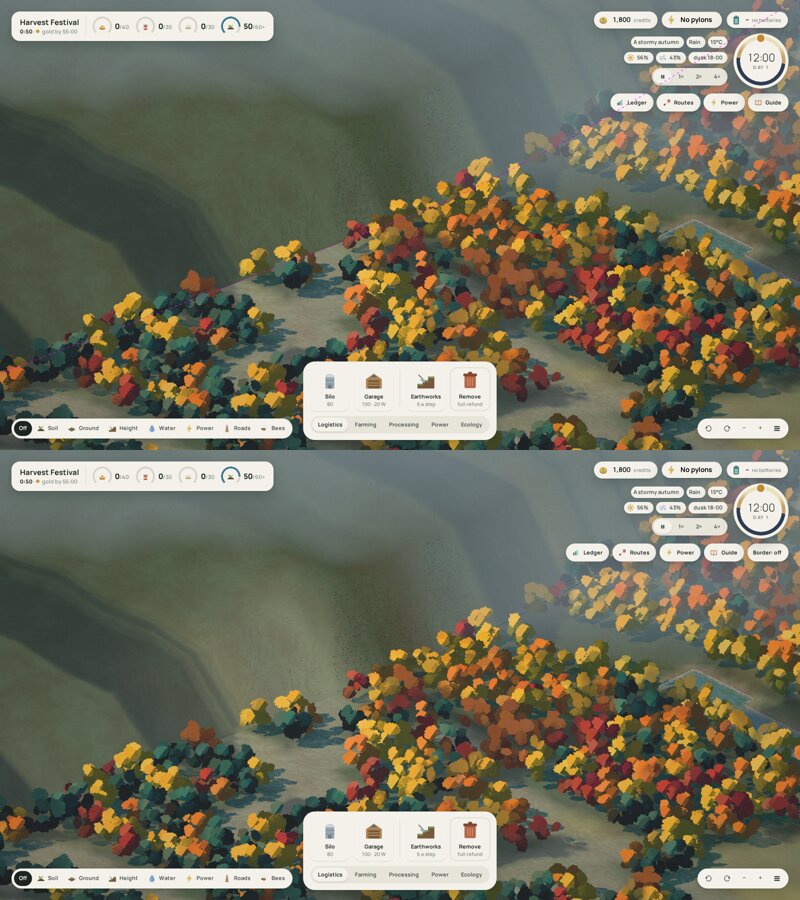 Harvest Festival
0:50 gold by 55:00
0/40 0/30 0/30 50/60+
1,800 credits No pylons - no batteries
A stormy autumn Rain 15°C
56% 43% dusk 18:00
1× 2× 4×
12:00
DAY 1
Ledger Routes Power Guide
Silo Garage Earthworks Remove
80 100 · 20 W 6 a step full refund
Logistics Farming Processing Power Ecology
Off Soil Ground Height Water Power Roads Bees
- +
Harvest Festival
0:50 gold by 55:00
0/40 0/30 0/30 50/60+
1,800 credits No pylons - no batteries
A stormy autumn Rain 15°C
56% 43% dusk 18:00
1× 2× 4×
12:00
DAY 1
Ledger Routes Power Guide Border: off
Silo Garage Earthworks Remove
80 100 · 20 W 6 a step full refund
Logistics Farming Processing Power Ecology
Off Soil Ground Height Water Power Roads Bees
- +